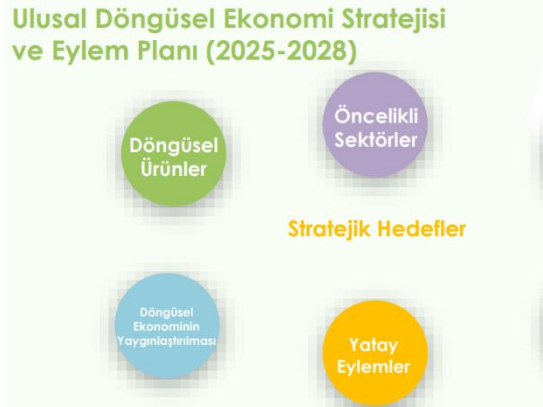 Ulusal Döngüsel Ekonomi Stratejisi
ve Eylem Planı (2025-2028)
Döngüsel
Ürünler
Öncelikli
Sektörler
Stratejik Hedefler
Döngüsel
Ekonominin
Yaygınlaştırılması
Yatay
Eylemler